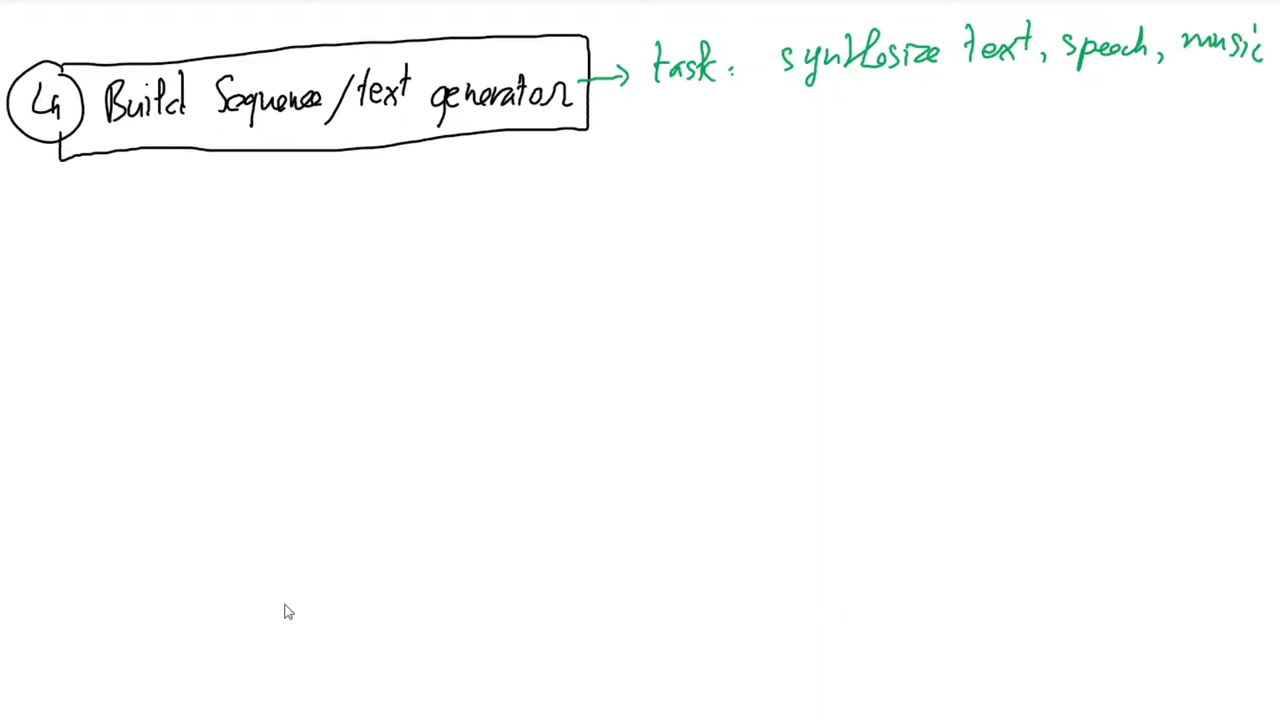 4 Build Sequence/text generator → task: synthesize text, speech, music